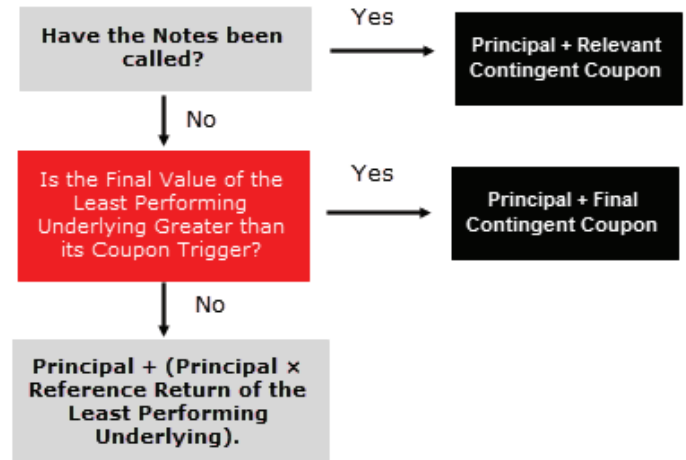 Have the Notes been
called?
Yes
Principal + Relevant
Contingent Coupon
No
Is the Final Value of the
Least Performing
Underlying Greater than
its Coupon Trigger?
Yes
Principal + Final
Contingent Coupon
No
Principal + (Principal ×
Reference Return of the
Least Performing
Underlying).